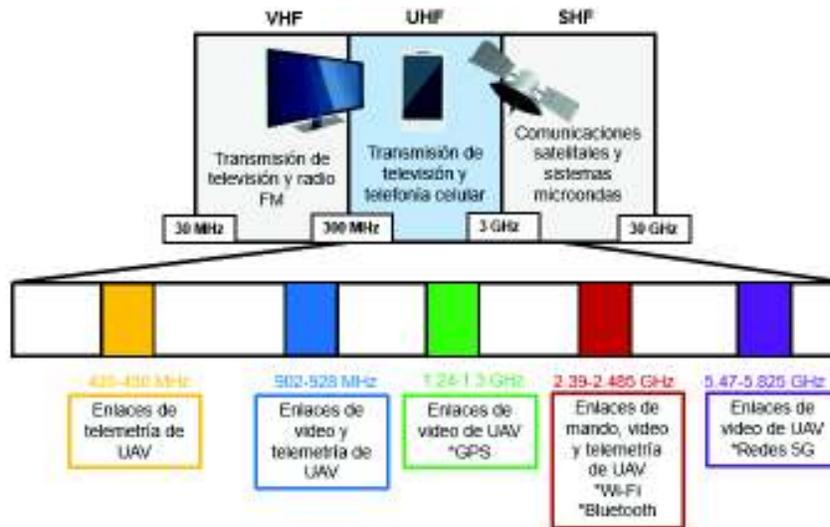 VHF
UHF
SHF
Transmisión de
televisión y radio
FM
Transmisión de
televisión y
telefonía celular
Comunicaciones
satelitales y
sistemas
microondas
30 MHz
300 MHz
3 GHz
30 GHz
MHz
902-928 MHz
1.24-1.3 GHz
2.39-2.485 GHz
5.47-5.825 GHz
Enlaces de
telemetría de
UAV
Enlaces de
video y
telemetría de
UAV
Enlaces de
video de UAV
*GPS
Enlaces de
mando, video
y telemetría
de UAV
*Wi-Fi
*Bluetooth
Enlaces de
video de UAV
*Redes 5G